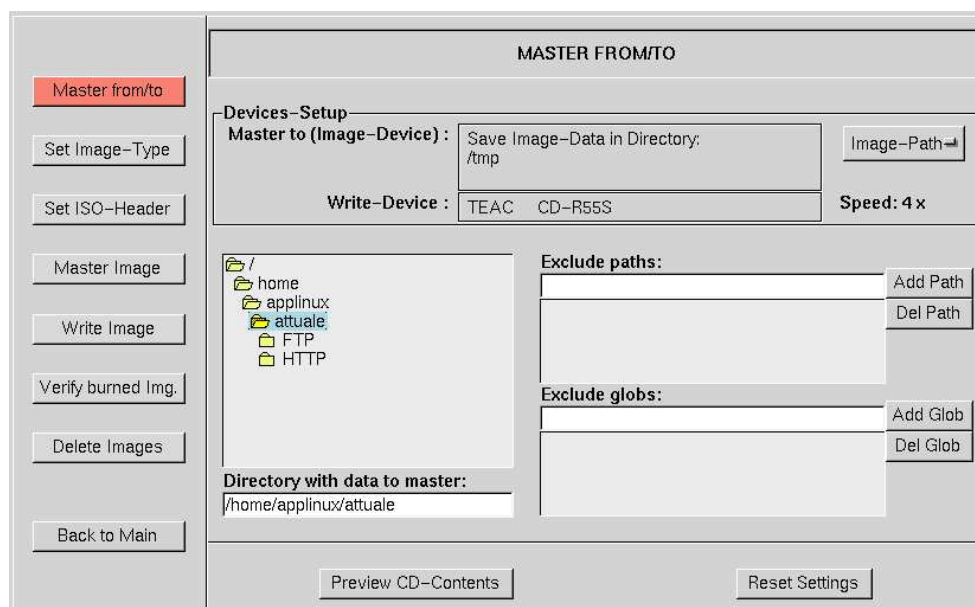 MASTER FROM/TO
Master from/to
Set Image-Type
Set ISO-Header
Master Image
Write Image
Verify burned Img.
Delete Images
Back to Main
Devices-Setup
Master to (Image-Device) :
Save Image-Data in Directory:
/tmp
Image-Path
Write-Device :
TEAC CD-R55S
Speed: 4 x
/
home
applinux
attuale
FTP
HTTP
Directory with data to master:
/home/applinux/attuale
Exclude paths:
Add Path
Del Path
Exclude globs:
Add Glob
Del Glob
Preview CD-Contents
Reset Settings